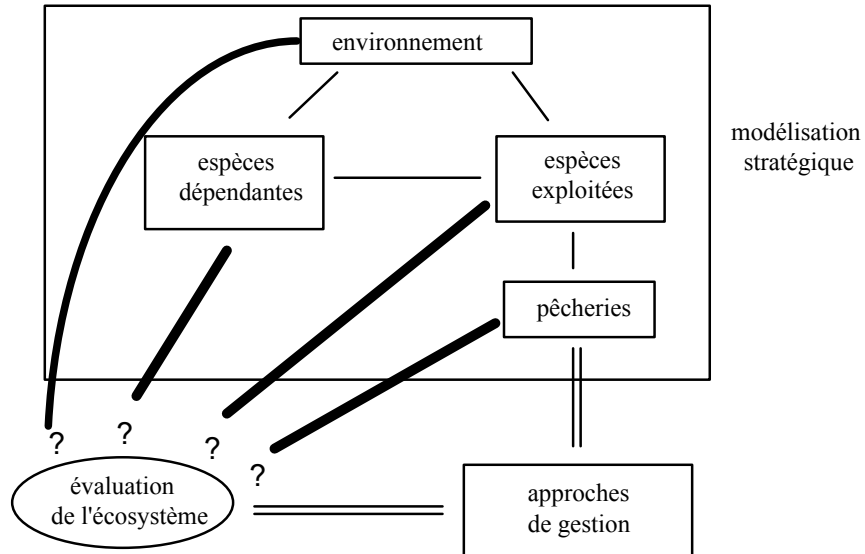 environnement
modélisation
stratégique
espèces
dépendantes
espèces
exploitées
pêcheries
?
?
?
?
évaluation
de l'écosystème
approches
de gestion